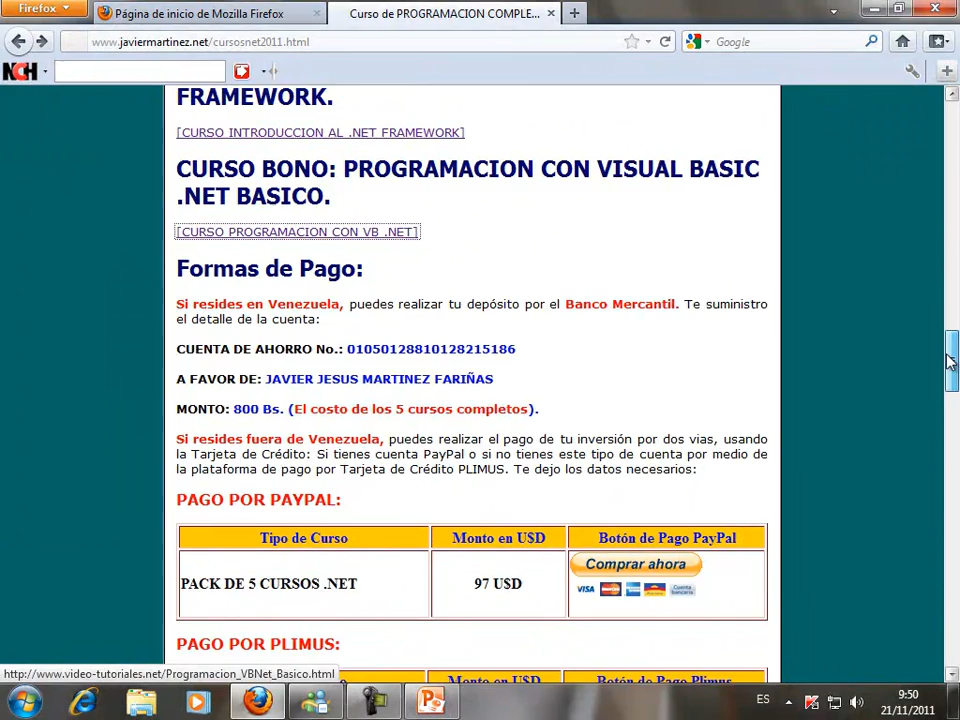 Firefox
Página de inicio de Mozilla Firefox
Curso de PROGRAMACION COMPLE...
www.javiermartinez.net/cursosnet2011.html
Google
NCH
FRAMEWORK.
[CURSO INTRODUCCION AL .NET FRAMEWORK]
CURSO BONO: PROGRAMACION CON VISUAL BASIC
.NET BASICO.
[CURSO PROGRAMACION CON VB .NET]
Formas de Pago:
Si resides en Venezuela, puedes realizar tu depósito por el Banco Mercantil. Te suministro
el detalle de la cuenta:
CUENTA DE AHORRO No.: 01050128810128215186
A FAVOR DE: JAVIER JESUS MARTINEZ FARIÑAS
MONTO: 800 Bs. (El costo de los 5 cursos completos).
Si resides fuera de Venezuela, puedes realizar el pago de tu inversión por dos vias, usando
la Tarjeta de Crédito: Si tienes cuenta PayPal o si no tienes este tipo de cuenta por medio de
la plataforma de pago por Tarjeta de Crédito PLIMUS. Te dejo los datos necesarios:
PAGO POR PAYPAL:
Tipo de Curso Monto en U$D Botón de Pago PayPal
PACK DE 5 CURSOS .NET 97 U$D Comprar ahora
VISA
Cuenta bancaria
PAGO POR PLIMUS:
Monto en U$D Botón de Pago Plimus
http://www.video-tutoriales.net/Programacion_VBNet_Basico.html
ES
9:50
21/11/2011